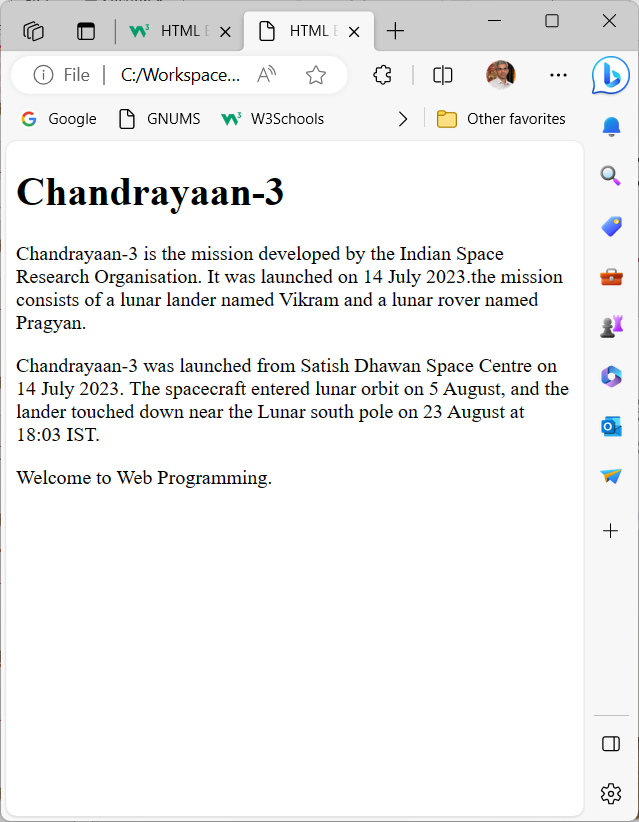 HTML
HTML
File
C:/Workspace...
Google
GNUMS
W3Schools
Other favorites
Chandrayaan-3
Chandrayaan-3 is the mission developed by the Indian Space
Research Organisation. It was launched on 14 July 2023.the mission
consists of a lunar lander named Vikram and a lunar rover named
Pragyan.
Chandrayaan-3 was launched from Satish Dhawan Space Centre on
14 July 2023. The spacecraft entered lunar orbit on 5 August, and the
lander touched down near the Lunar south pole on 23 August at
18:03 IST.
Welcome to Web Programming.